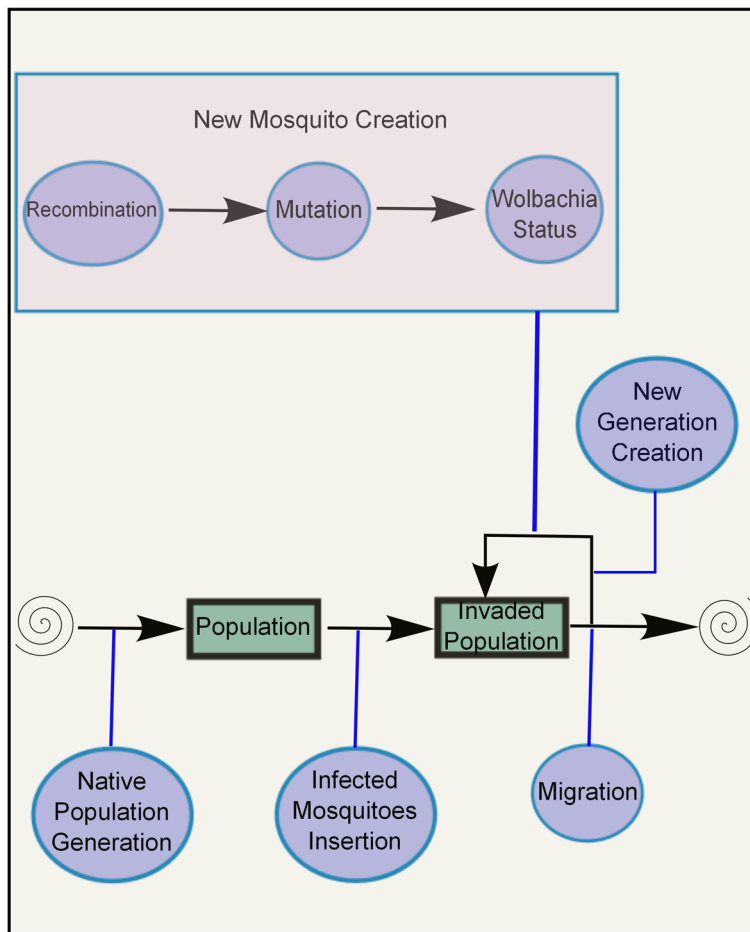 New Mosquito Creation
Recombination
Mutation
Wolbachia
Status
New
Generation
Creation
Population
Invaded
Population
Native
Population
Generation
Infected
Mosquitoes
Insertion
Migration